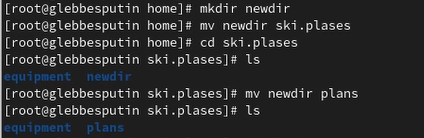 [root@glebbesputin home]# mkdir newdir
[root@glebbesputin home]# mv newdir ski.plases
[root@glebbesputin home]# cd ski.plases
[root@glebbesputin ski.plases]# ls
equipment newdir
[root@glebbesputin ski.plases]# mv newdir plans
[root@glebbesputin ski.plases]# ls
equipment plans